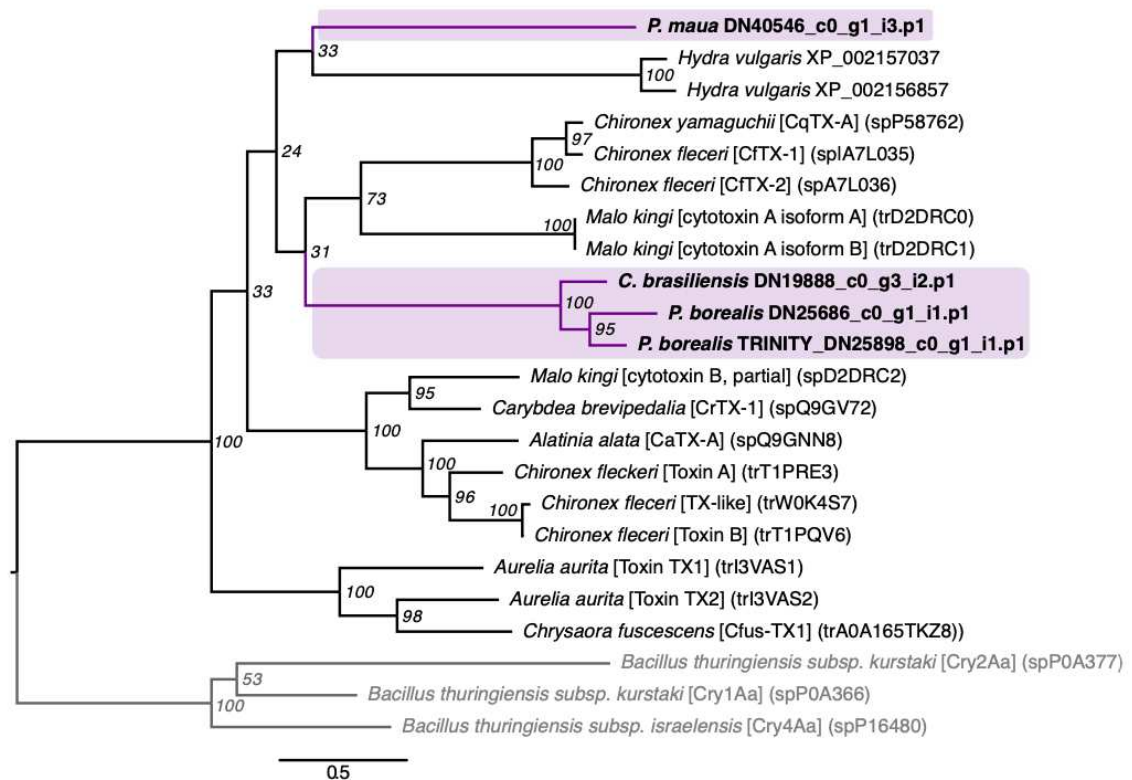 P. maua DN40546_c0_g1_i3.p1
33
Hydra vulgaris XP_002157037
100
Hydra vulgaris XP_002156857
Chironex yamaguchii [CqTX-A] (spP58762)
97
24
Chironex fleceri [CfTX-1] (splA7L035)
100
Chironex fleceri [CfTX-2] (spA7L036)
73
Malo kingi [cytotoxin A isoform A] (trD2DRC0)
100
Malo kingi [cytotoxin A isoform B] (trD2DRC1)
31
C. brasiliensis DN19888_c0_g3_i2.p1
33
100
P. borealis DN25686_c0_g1_i1.p1
95
P. borealis TRINITY_DN25898_c0_g1_i1.p1
Malo kingi [cytotoxin B, partial] (spD2DRC2)
95
Carybdea brevipedalia [CrTX-1] (spQ9GV72)
100
Alatinia alata [CaTX-A] (spQ9GNN8)
100
100
Chironex fleckeri [Toxin A] (trT1PRE3)
96
Chironex fleceri [TX-like] (trW0K4S7)
100
Chironex fleceri [Toxin B] (trT1PQV6)
Aurelia aurita [Toxin TX1] (trI3VAS1)
100
Aurelia aurita [Toxin TX2] (trI3VAS2)
98
Chrysaora fuscescens [Cfus-TX1] (trA0A165TKZ8))
Bacillus thuringiensis subsp. kurstaki [Cry2Aa] (spP0A377)
53
Bacillus thuringiensis subsp. kurstaki [Cry1Aa] (spP0A366)
100
Bacillus thuringiensis subsp. israelensis [Cry4Aa] (spP16480)
0.5